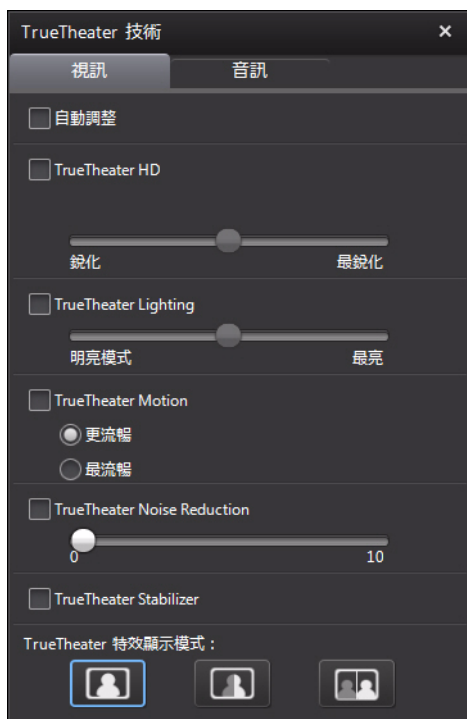 TrueTheater 技術
視訊 音訊
自動調整
TrueTheater HD
銳化 最銳化
TrueTheater Lighting
明亮模式 最亮
TrueTheater Motion
更流暢
最流暢
TrueTheater Noise Reduction
0 10
TrueTheater Stabilizer
TrueTheater 特效顯示模式：